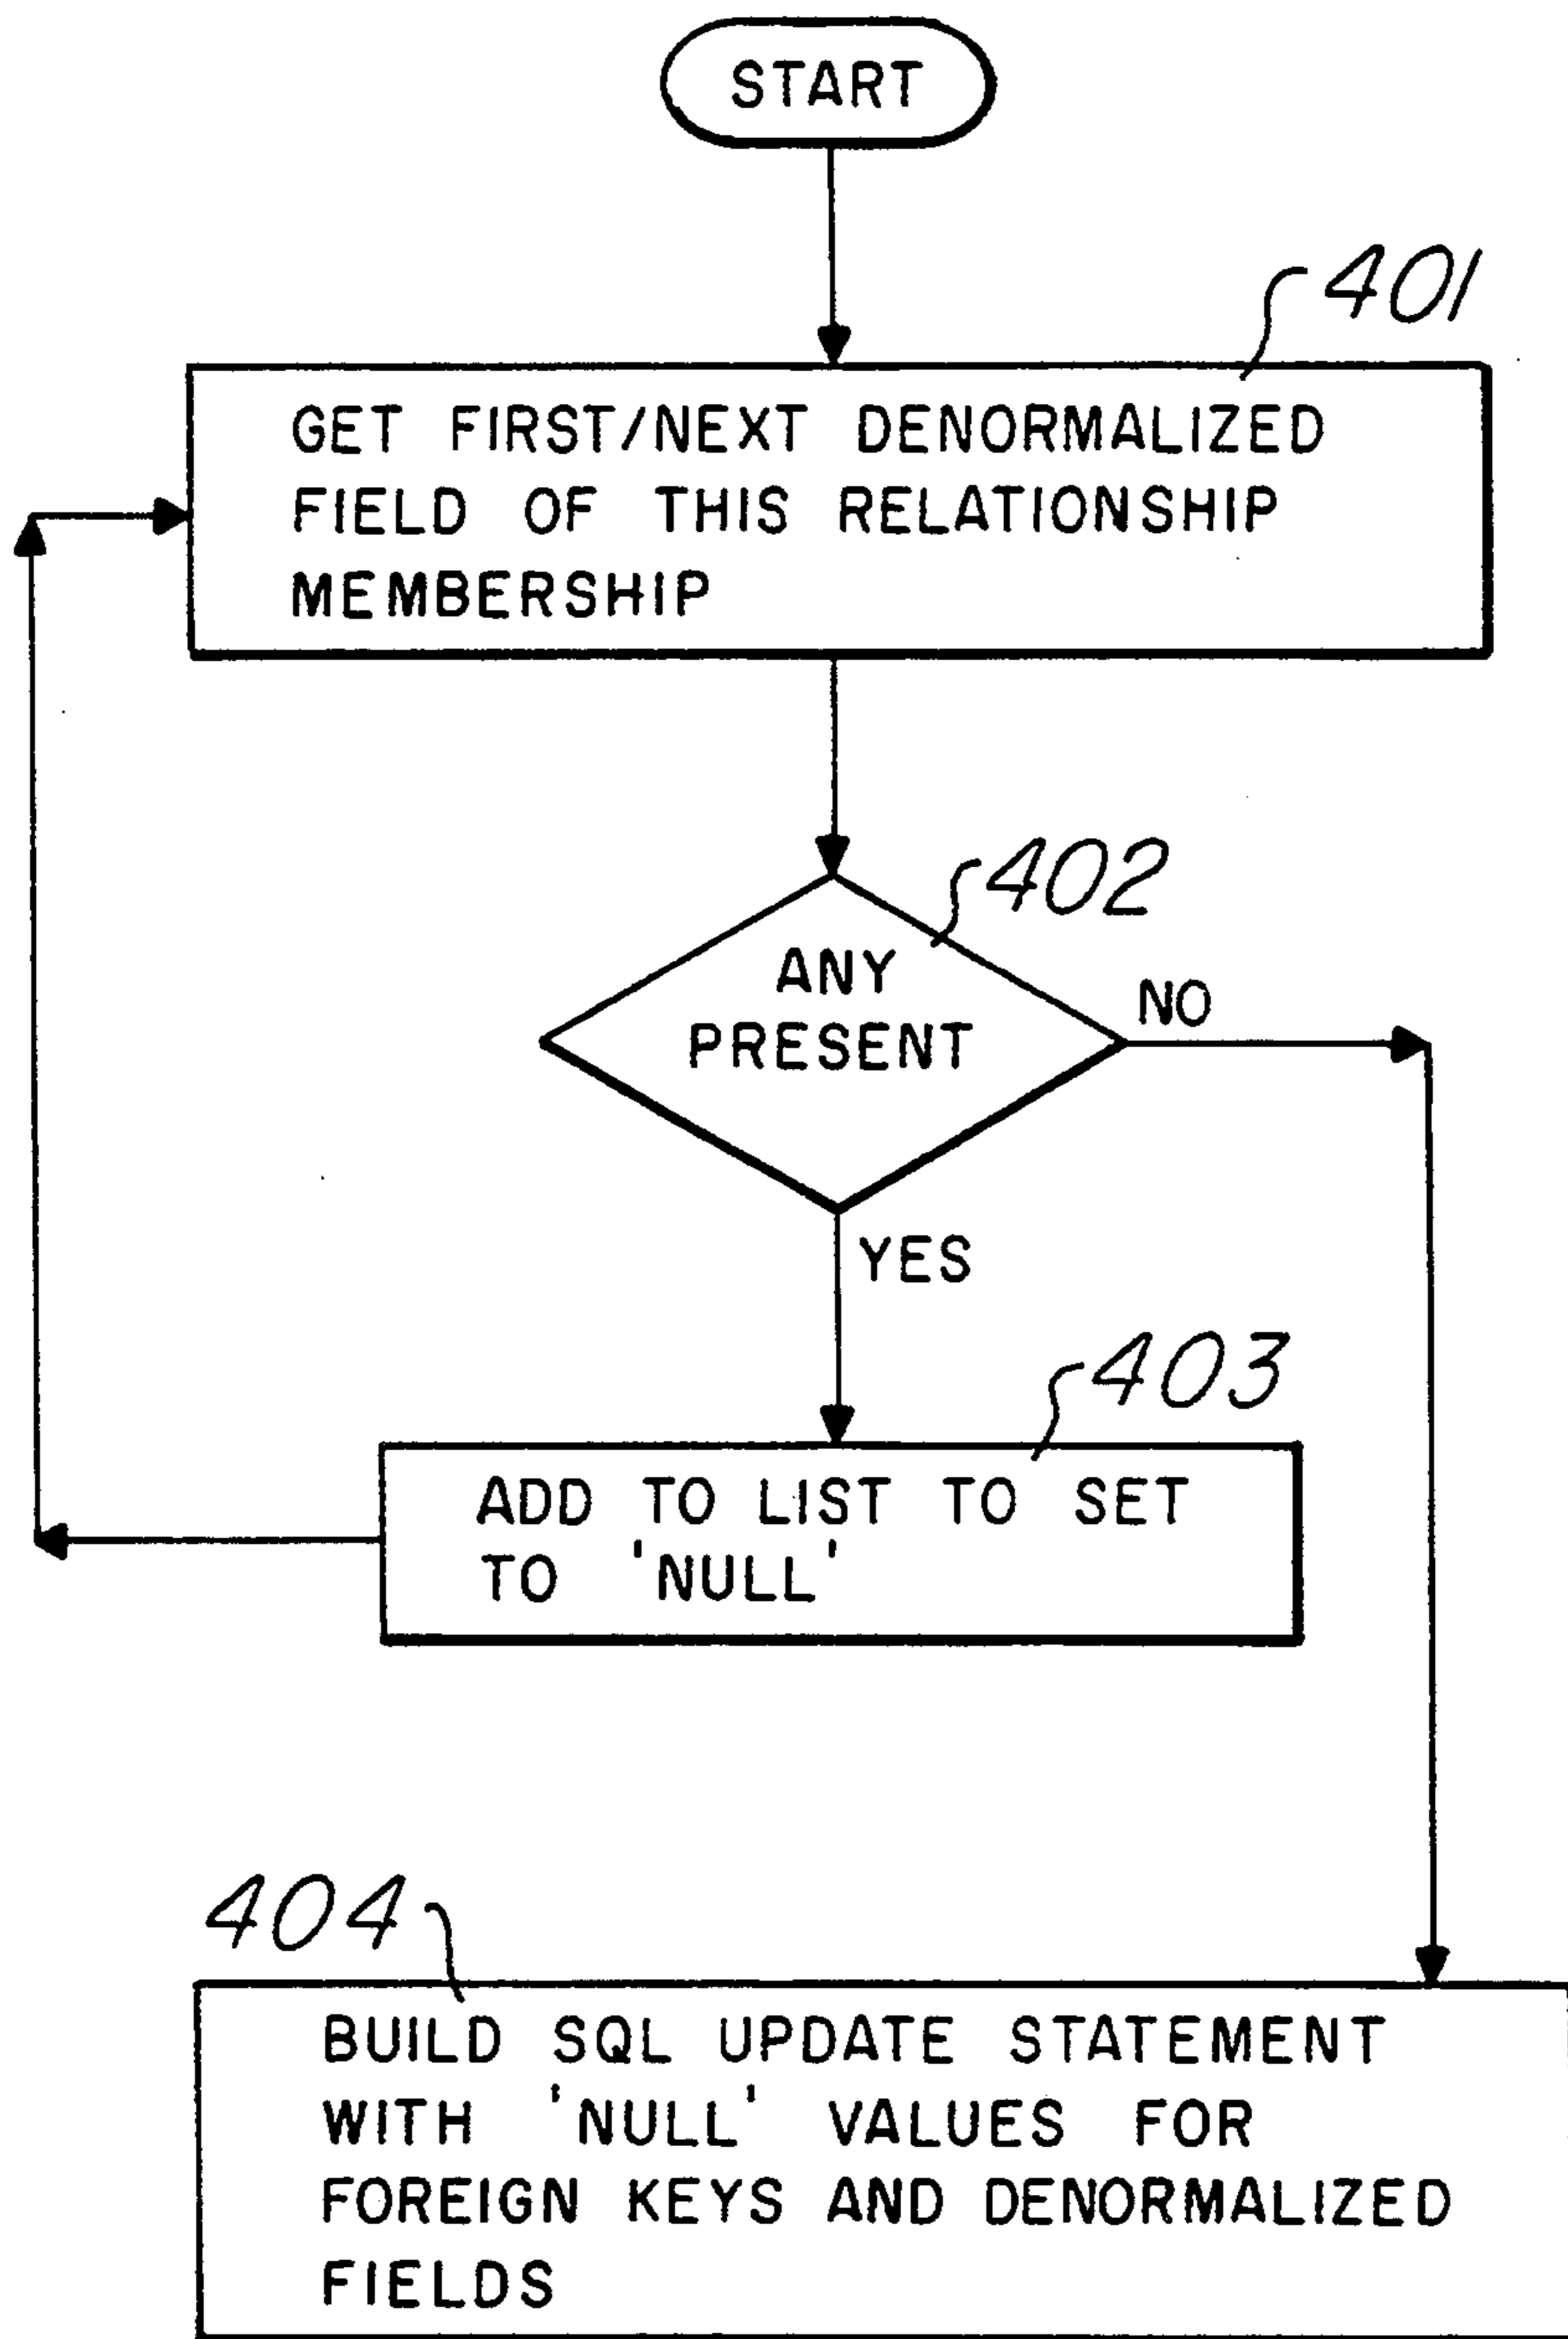 START
401
GET FIRST/NEXT DENORMALIZED
FIELD OF THIS RELATIONSHIP
MEMBERSHIP
402
ANY
PRESENT
NO
YES
403
ADD TO LIST TO SET
TO 'NULL'
404
BUILD SQL UPDATE STATEMENT
WITH 'NULL' VALUES FOR
FOREIGN KEYS AND DENORMALIZED
FIELDS